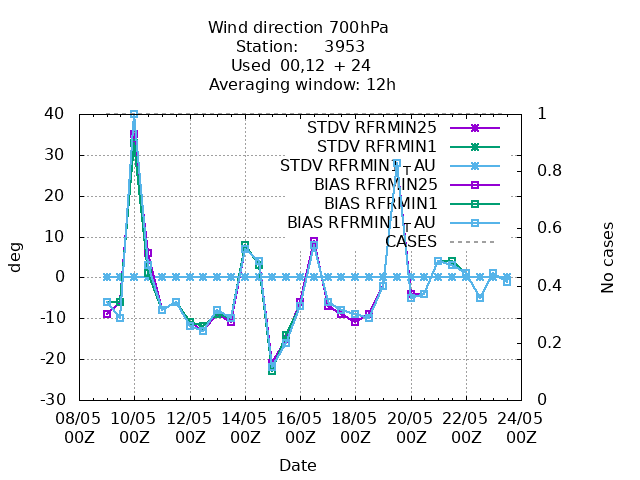 Wind direction 700hPa
Station: 3953
Used 00,12 + 24
Averaging window: 12h
40 1
STDV RFRMIN25
STDV RFRMIN1
30
STDV RFRMIN1_TAU
0.8
BIAS RFRMIN25
20
BIAS RFRMIN1
BIAS RFRMIN1_TAU
0.6
10
CASES
deg
No cases
0
0.4
-10
-20
0.2
-30 0
08/05 10/05 12/05 14/05 16/05 18/05 20/05 22/05 24/05
00Z 00Z 00Z 00Z 00Z 00Z 00Z 00Z 00Z
Date